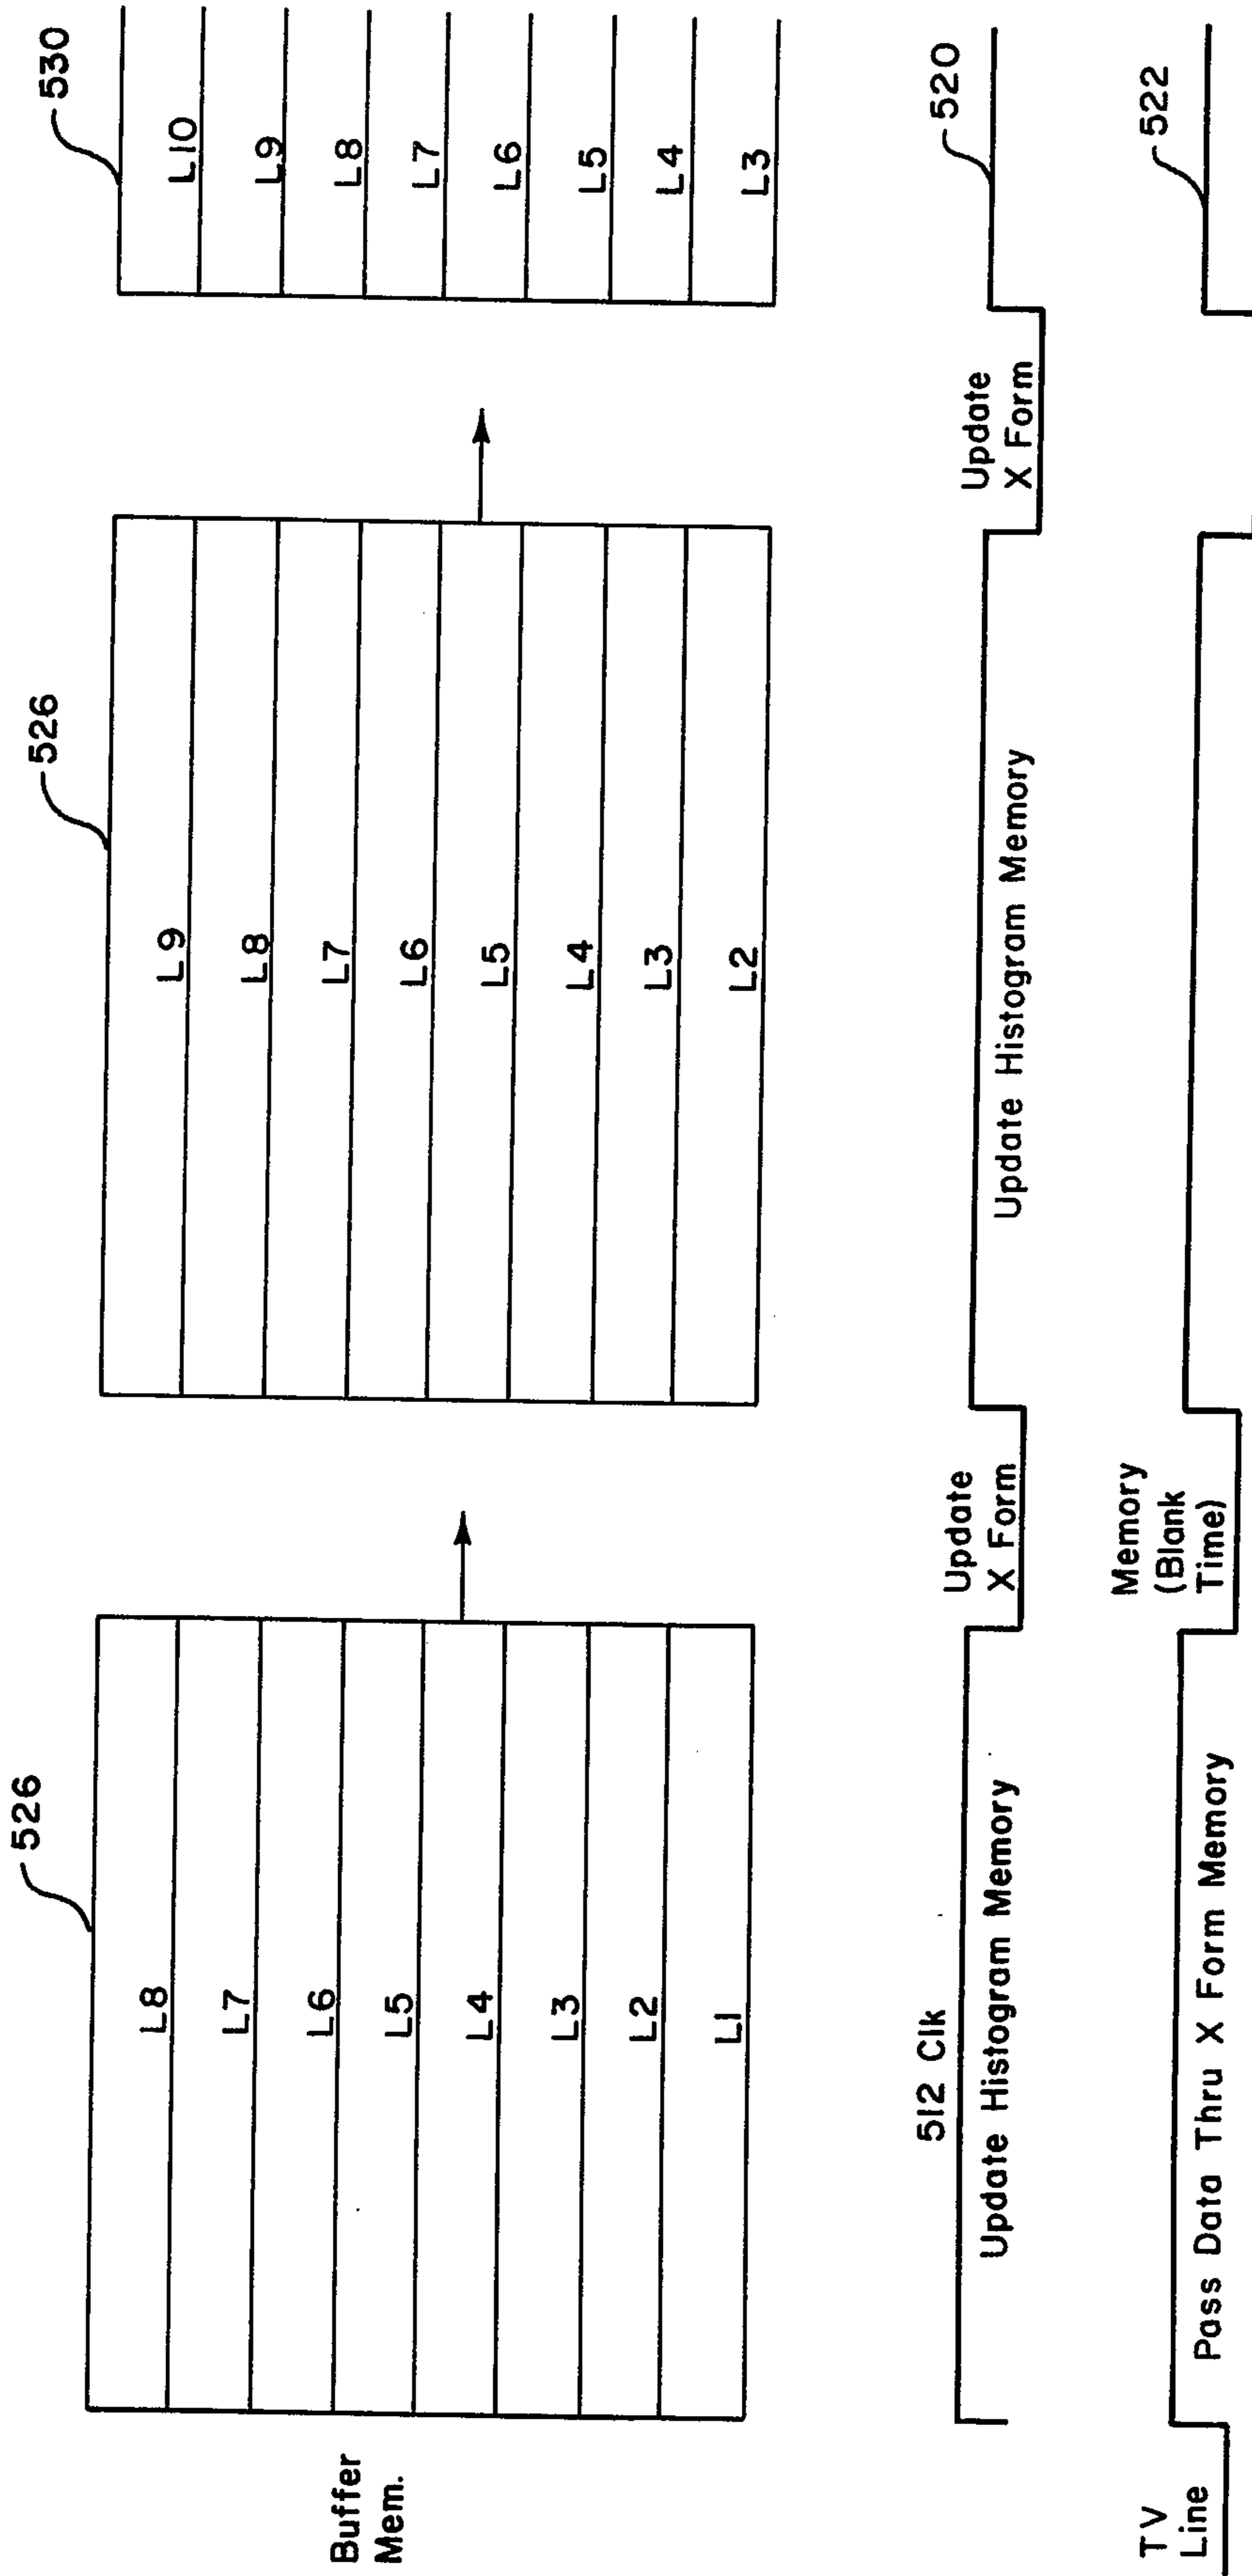 Buffer
Mem.
526
L8
L7
L6
L5
L4
L3
L2
L1
526
L9
L8
L7
L6
L5
L4
L3
L2
530
L10
L9
L8
L7
L6
L5
L4
L3
512 Clk
Update Histogram Memory
Update
X Form
Update Histogram Memory
Update
X Form
520
TV
Line
Pass Data Thru X Form Memory
Memory
(Blank
Time)
522